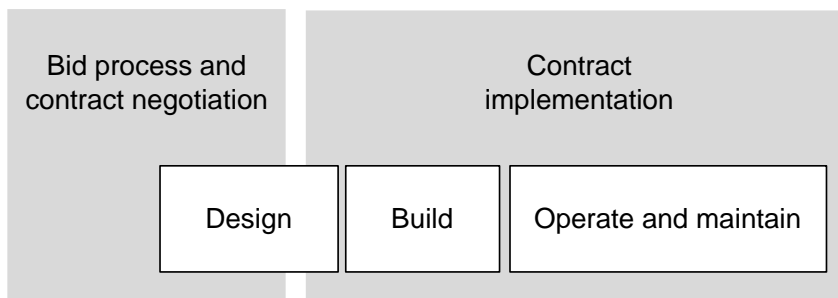 Bid process and
contract negotiation
Contract
implementation
Design
Build
Operate and maintain